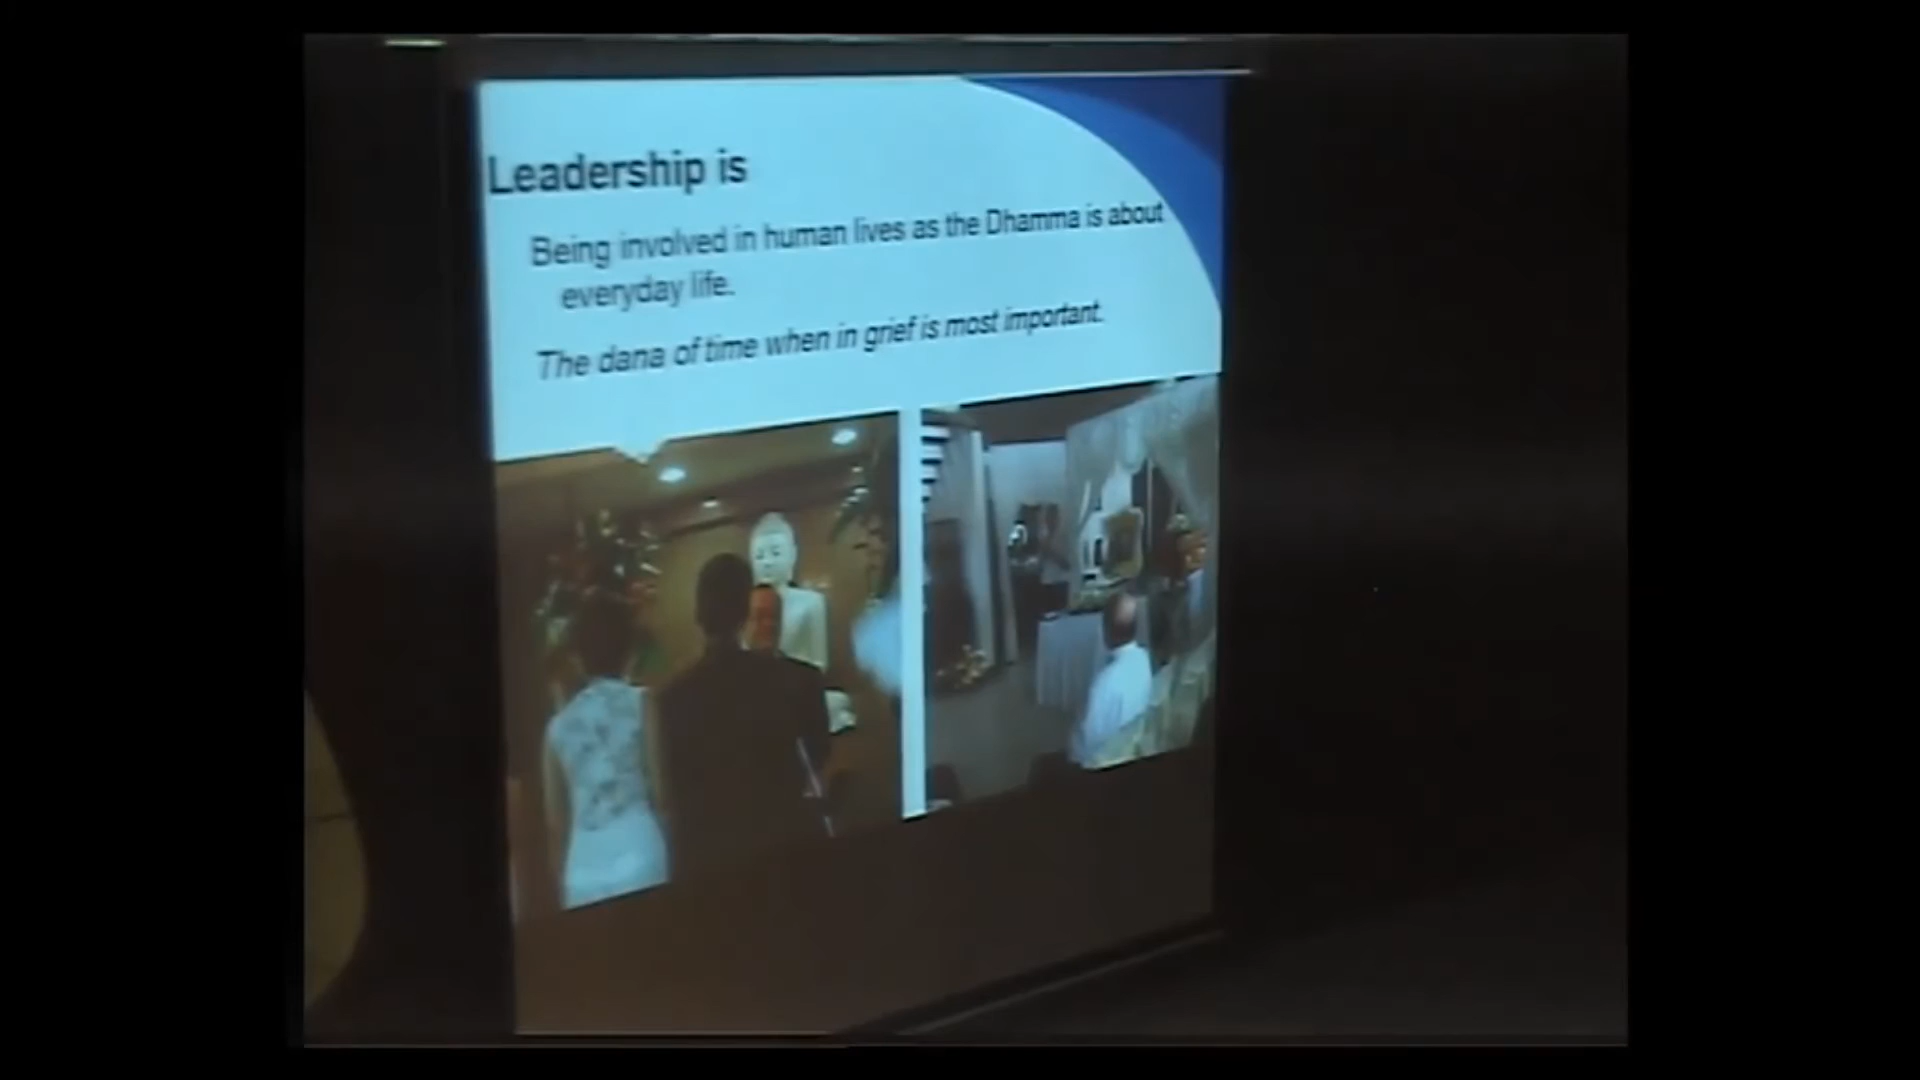 Leadership is
Being involved in human lives as the Dhamma is about
everyday life.
The dana of time when in grief is most important.